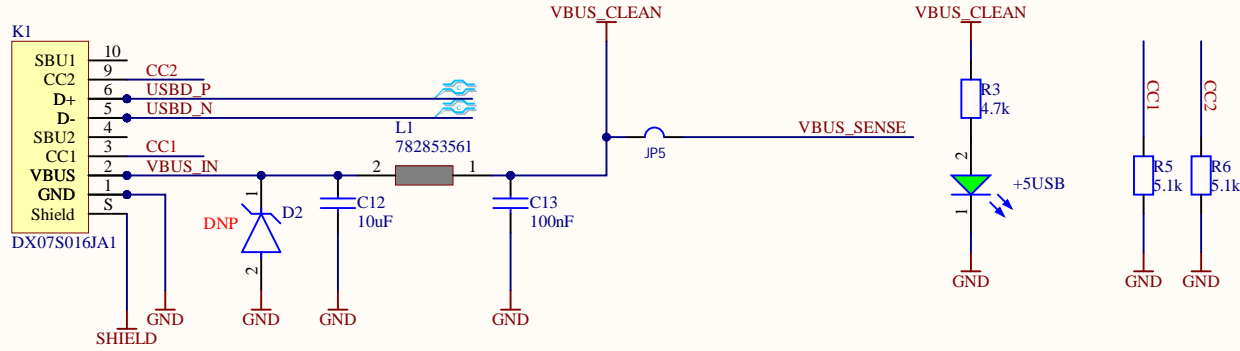 K1
SBU1 10
CC2 9 CC2
D+ 6 USBD_P
D- 5 USBD_N
SBU2 4
CC1 3 CC1
VBUS 2 VBUS_IN
GND 1
Shield S
DX07S016JA1
SHIELD
GND
DNP
1
D2
2
GND
C12
10uF
GND
L1
782853561
2
1
C13
100nF
GND
VBUS_CLEAN
JP5
VBUS_SENSE
VBUS_CLEAN
R3
4.7k
2
+5USB
1
GND
CC1
R5
5.1k
GND
CC2
R6
5.1k
GND